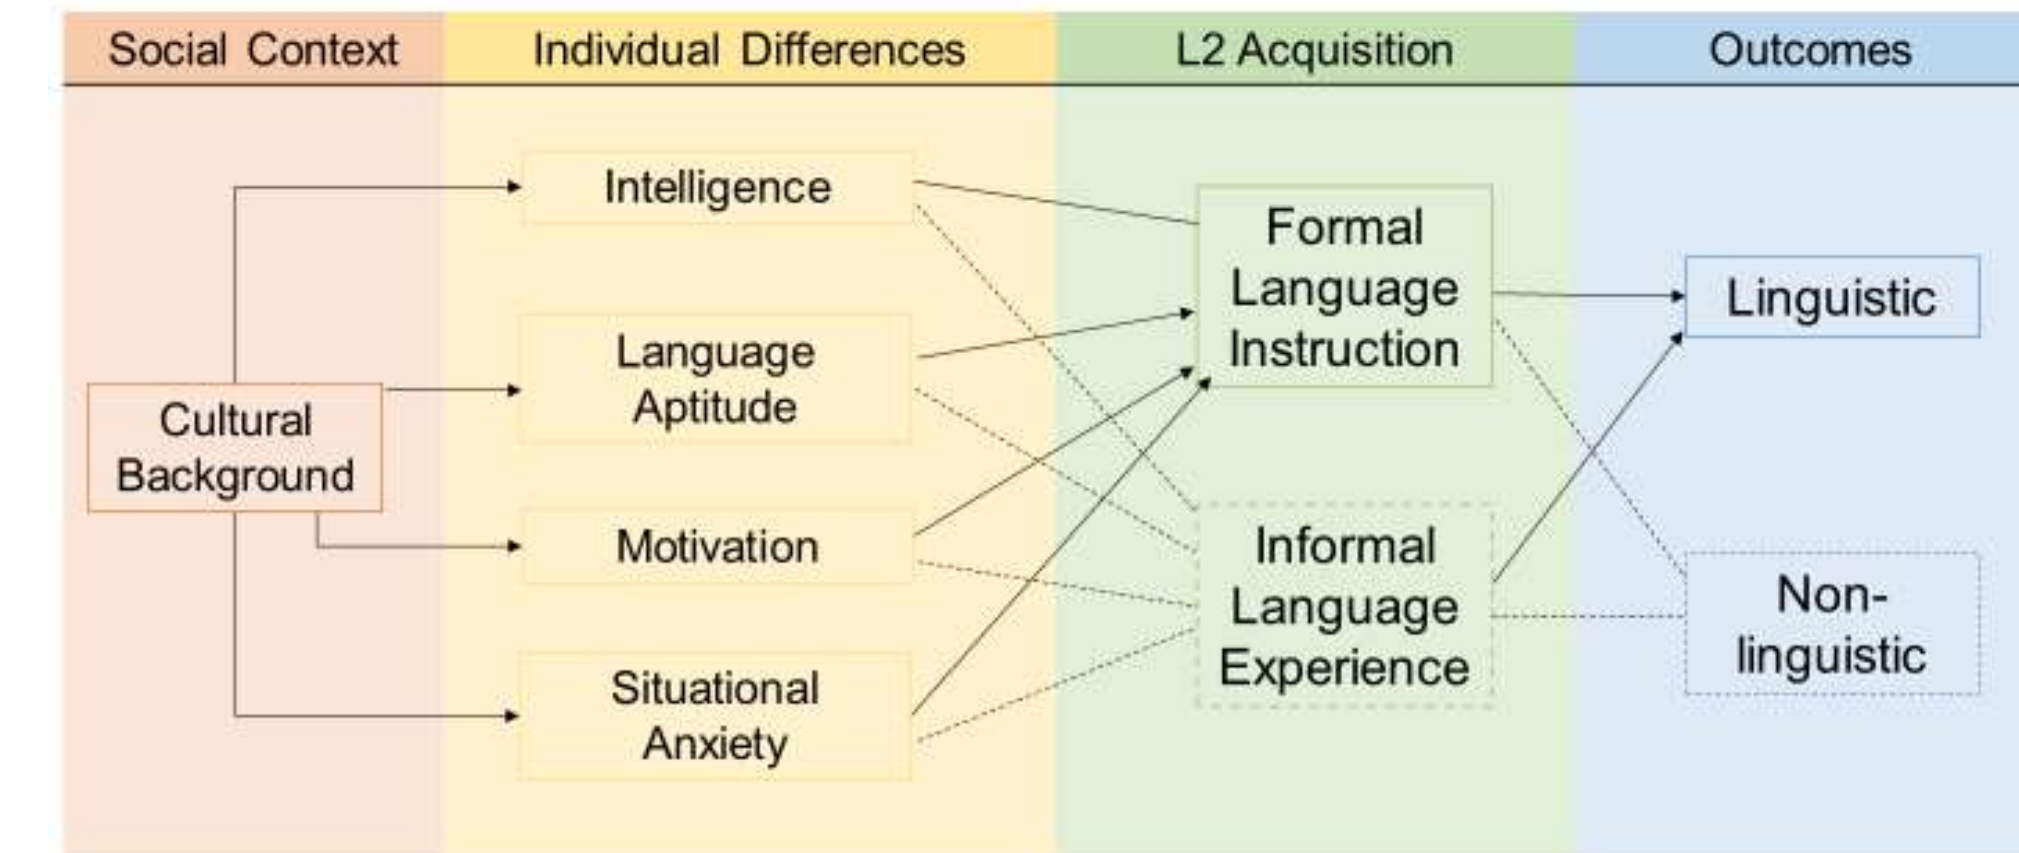 Social Context
Individual Differences
L2 Acquisition
Outcomes
Cultural
Background
Intelligence
Language
Aptitude
Motivation
Situational
Anxiety
Formal
Language
Instruction
Informal
Language
Experience
Linguistic
Non-
linguistic